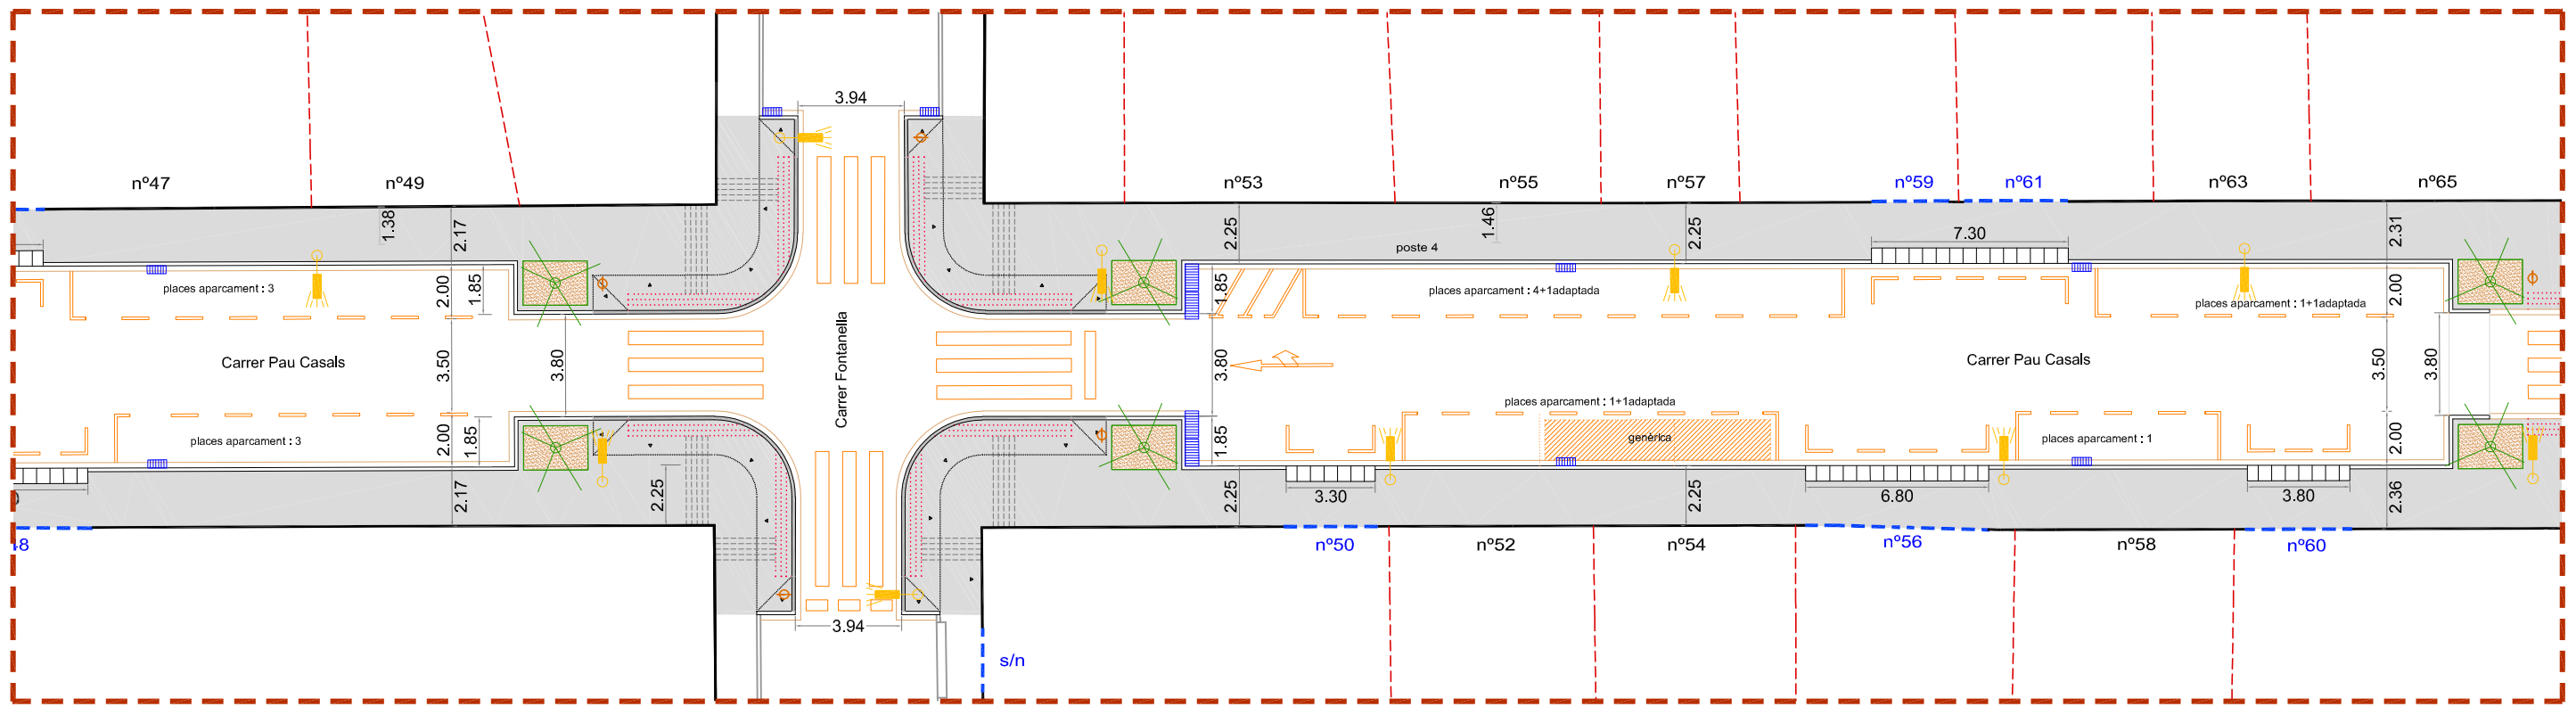 3.94
nº47
nº49
nº53
nº55
nº57
nº59
nº61
nº63
nº65
1.38
2.17
2.25
1.46
2.25
2.31
poste 4
7.30
places aparcament : 3
2.00
1.85
1.85
places aparcament : 4+1adaptada
places aparcament : 1+1adaptada
2.00
Carrer Pau Casals
3.50
3.80
Carrer Fontanella
3.80
Carrer Pau Casals
3.50
3.80
places aparcament : 1+1adaptada
places aparcament : 3
2.00
1.85
1.85
genèrica
places aparcament : 1
2.00
2.17
2.25
2.25
3.30
2.25
6.80
3.80
2.36
nº50
nº52
nº54
nº56
nº58
nº60
3.94
s/n